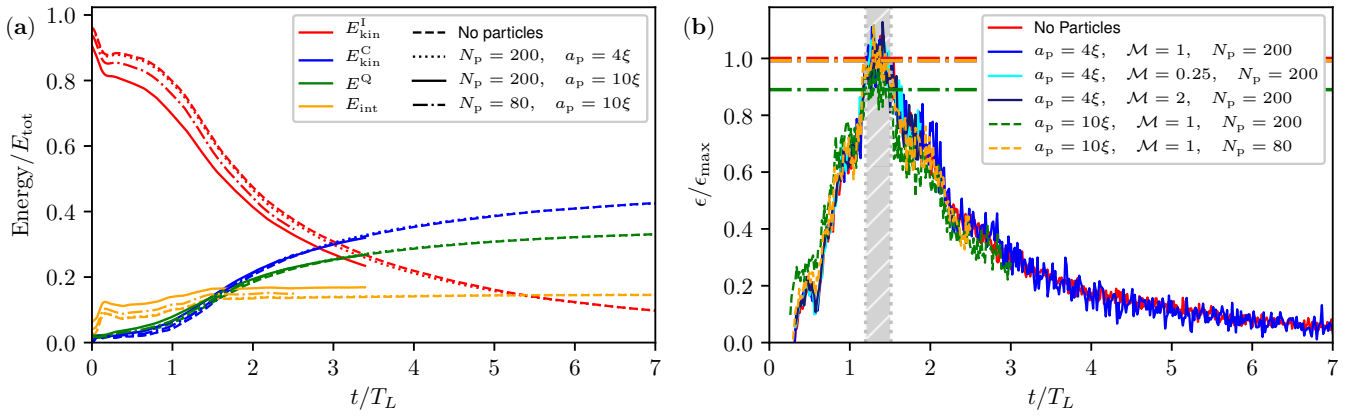 (a)
Energy/E_tot
1.0
0.8
0.6
0.4
0.2
0.0
0 1 2 3 4 5 6 7
t/T_L
E^I_kin
E^C_kin
E^Q
E_int
No particles
N_p = 200, a_p = 4ξ
N_p = 200, a_p = 10ξ
N_p = 80, a_p = 10ξ
(b)
ϵ/ϵ_max
1.0
0.8
0.6
0.4
0.2
0.0
0 1 2 3 4 5 6 7
t/T_L
No Particles
a_p = 4ξ, ℳ = 1, N_p = 200
a_p = 4ξ, ℳ = 0.25, N_p = 200
a_p = 4ξ, ℳ = 2, N_p = 200
a_p = 10ξ, ℳ = 1, N_p = 200
a_p = 10ξ, ℳ = 1, N_p = 80